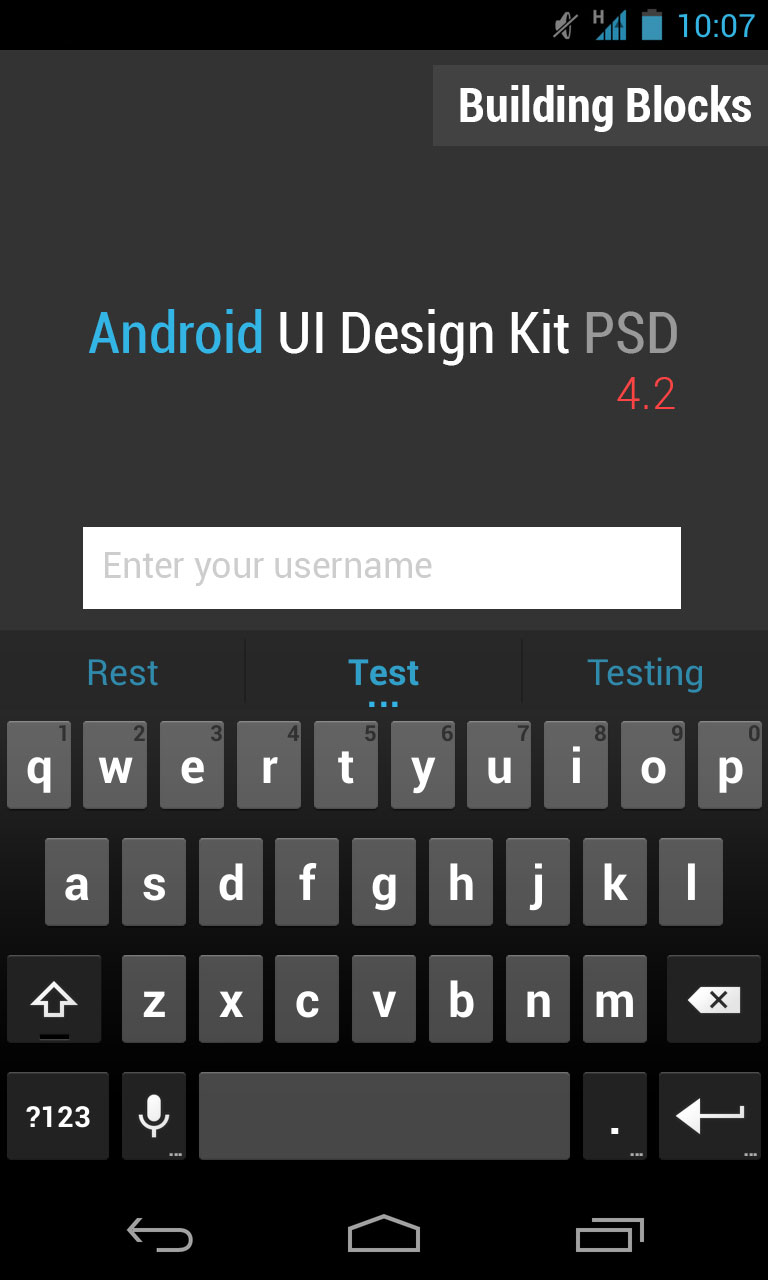 H 10:07
Building Blocks
Android UI Design Kit PSD
4.2
Enter your username
Rest Test Testing
...
1 2 3 4 5 6 7 8 9 0
q w e r t y u i o p
a s d f g h j k l
z x c v b n m
?123 .
... ... ...